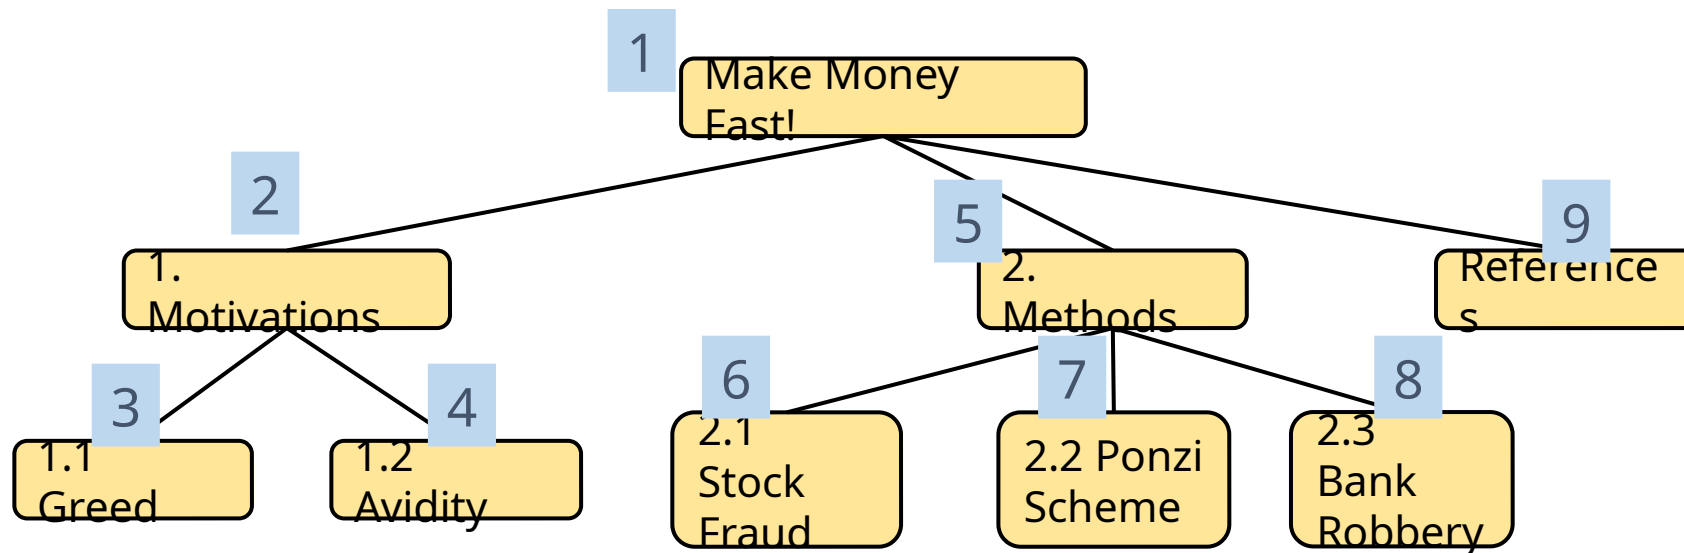 1
Make Money
Fast!
2
5
9
1.
Motivations
2.
Methods
Reference
s
3
4
6
7
8
1.1
Greed
1.2
Avidity
2.1
Stock
Fraud
2.2 Ponzi
Scheme
2.3
Bank
Robbery